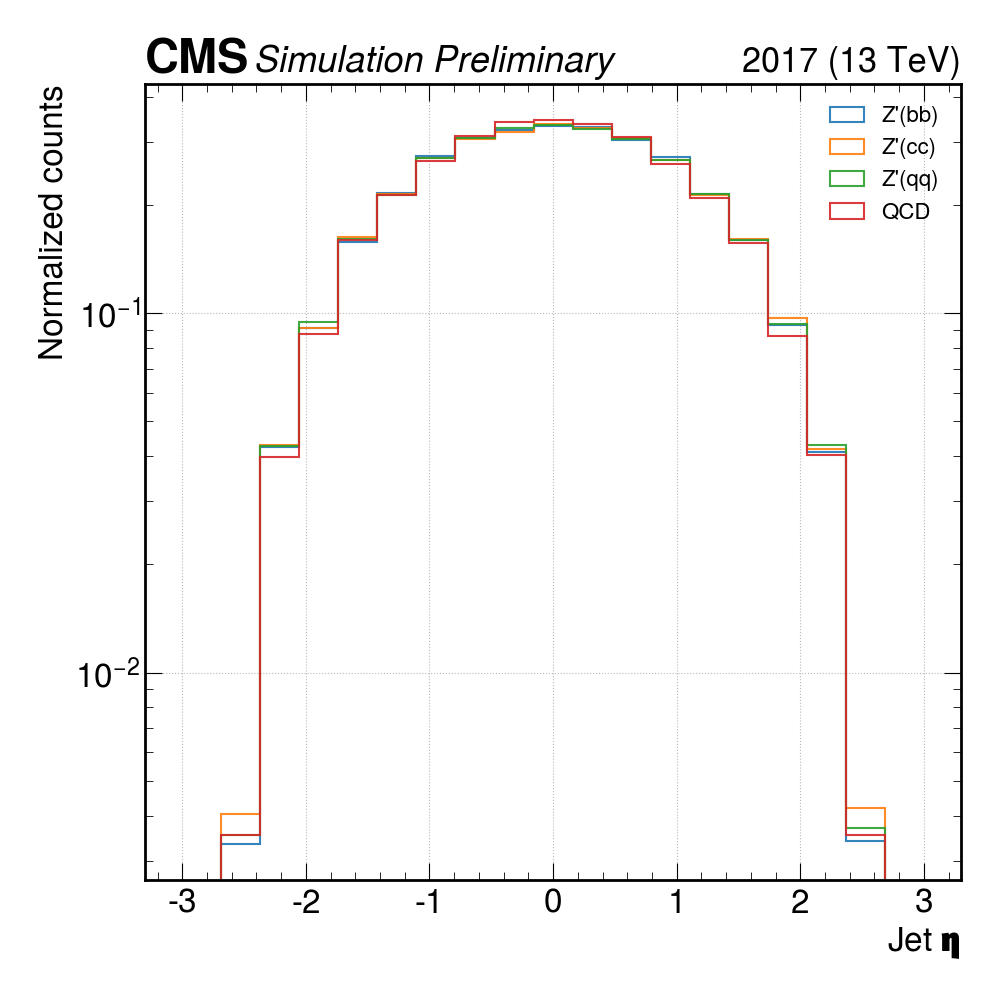 CMS Simulation Preliminary 2017 (13 TeV)
Normalized counts
Z'(bb)
Z'(cc)
Z'(qq)
QCD
10⁻¹
10⁻²
-3 -2 -1 0 1 2 3
Jet η